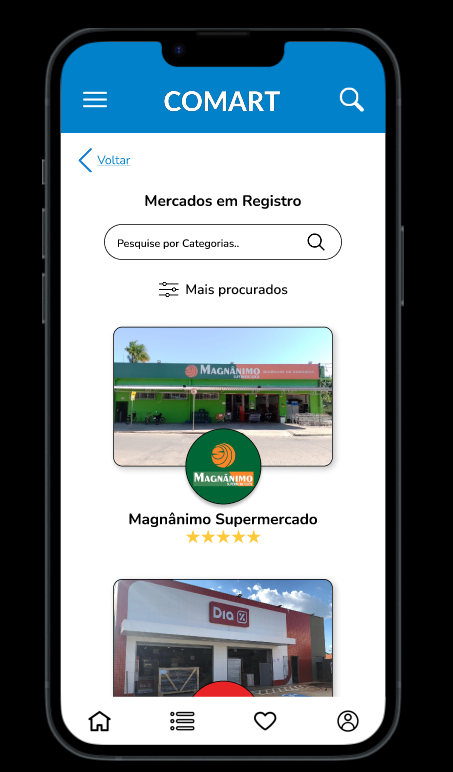 COMART
Voltar
Mercados em Registro
Pesquise por Categorias..
Mais procurados
MAGNÂNIMO
MAGNÂNIMO
Magnânimo Supermercado
DIA %